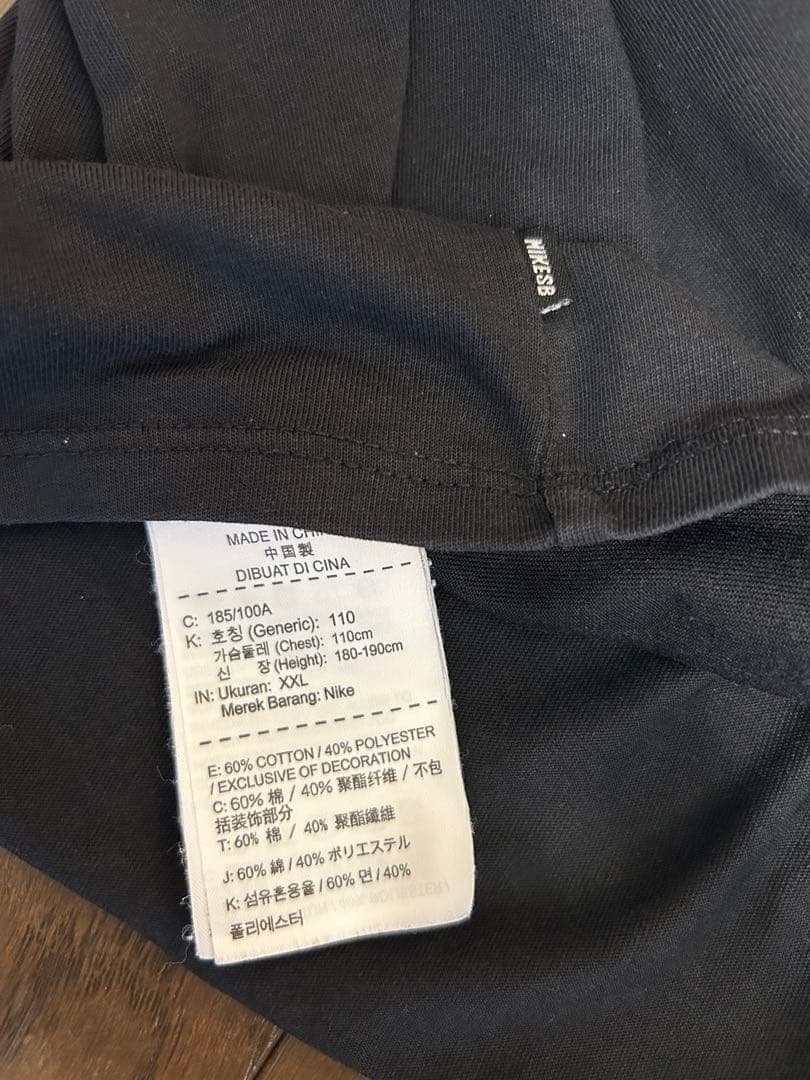 NIKESB
MADE IN CHI
中国製
DIBUAT DI CINA
C: 185/100A
K: 호칭 (Generic): 110
가슴둘레 (Chest): 110cm
신 장 (Height): 180-190cm
IN: Ukuran: XXL
Merek Barang: Nike
E: 60% COTTON / 40% POLYESTER
/ EXCLUSIVE OF DECORATION
C: 60% 棉 / 40% 聚酯纤维 / 不包
括装饰部分
T: 60% 棉 / 40% 聚酯纖維
J: 60% 綿 / 40% ポリエステル
K: 섬유혼용율 / 60% 면 / 40%
폴리에스터